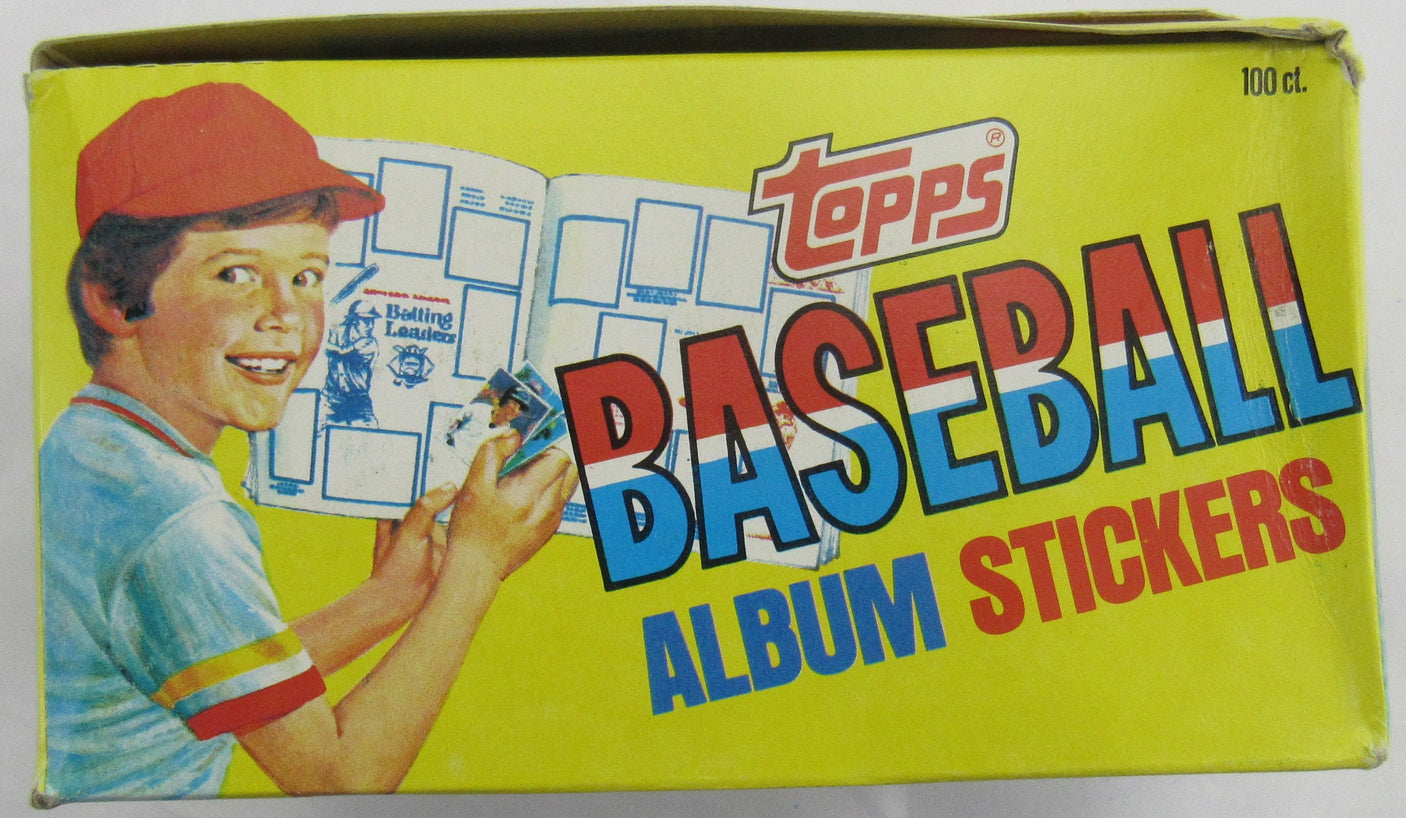 100 ct.
TOPPS®
BASEBALL
ALBUM STICKERS
Batting
Leaders